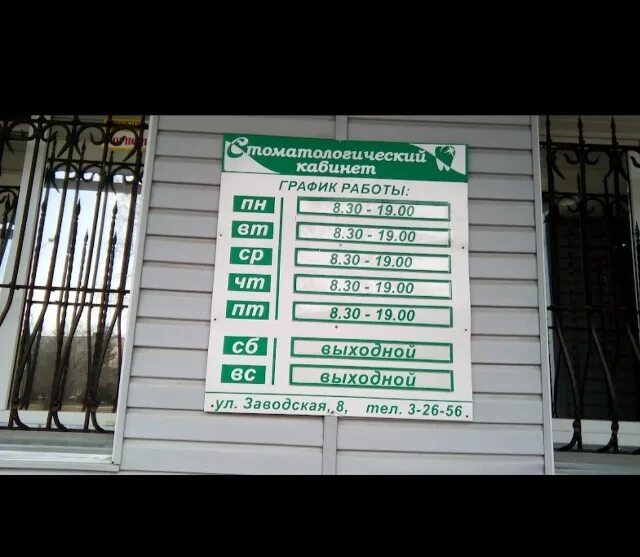 Стоматологический
кабинет
ГРАФИК РАБОТЫ:
пн 8.30 - 19.00
вт 8.30 - 19.00
ср 8.30 - 19.00
чт 8.30 - 19.00
пт 8.30 - 19.00
сб выходной
вс выходной
ул. Заводская, 8, тел. 3-26-56